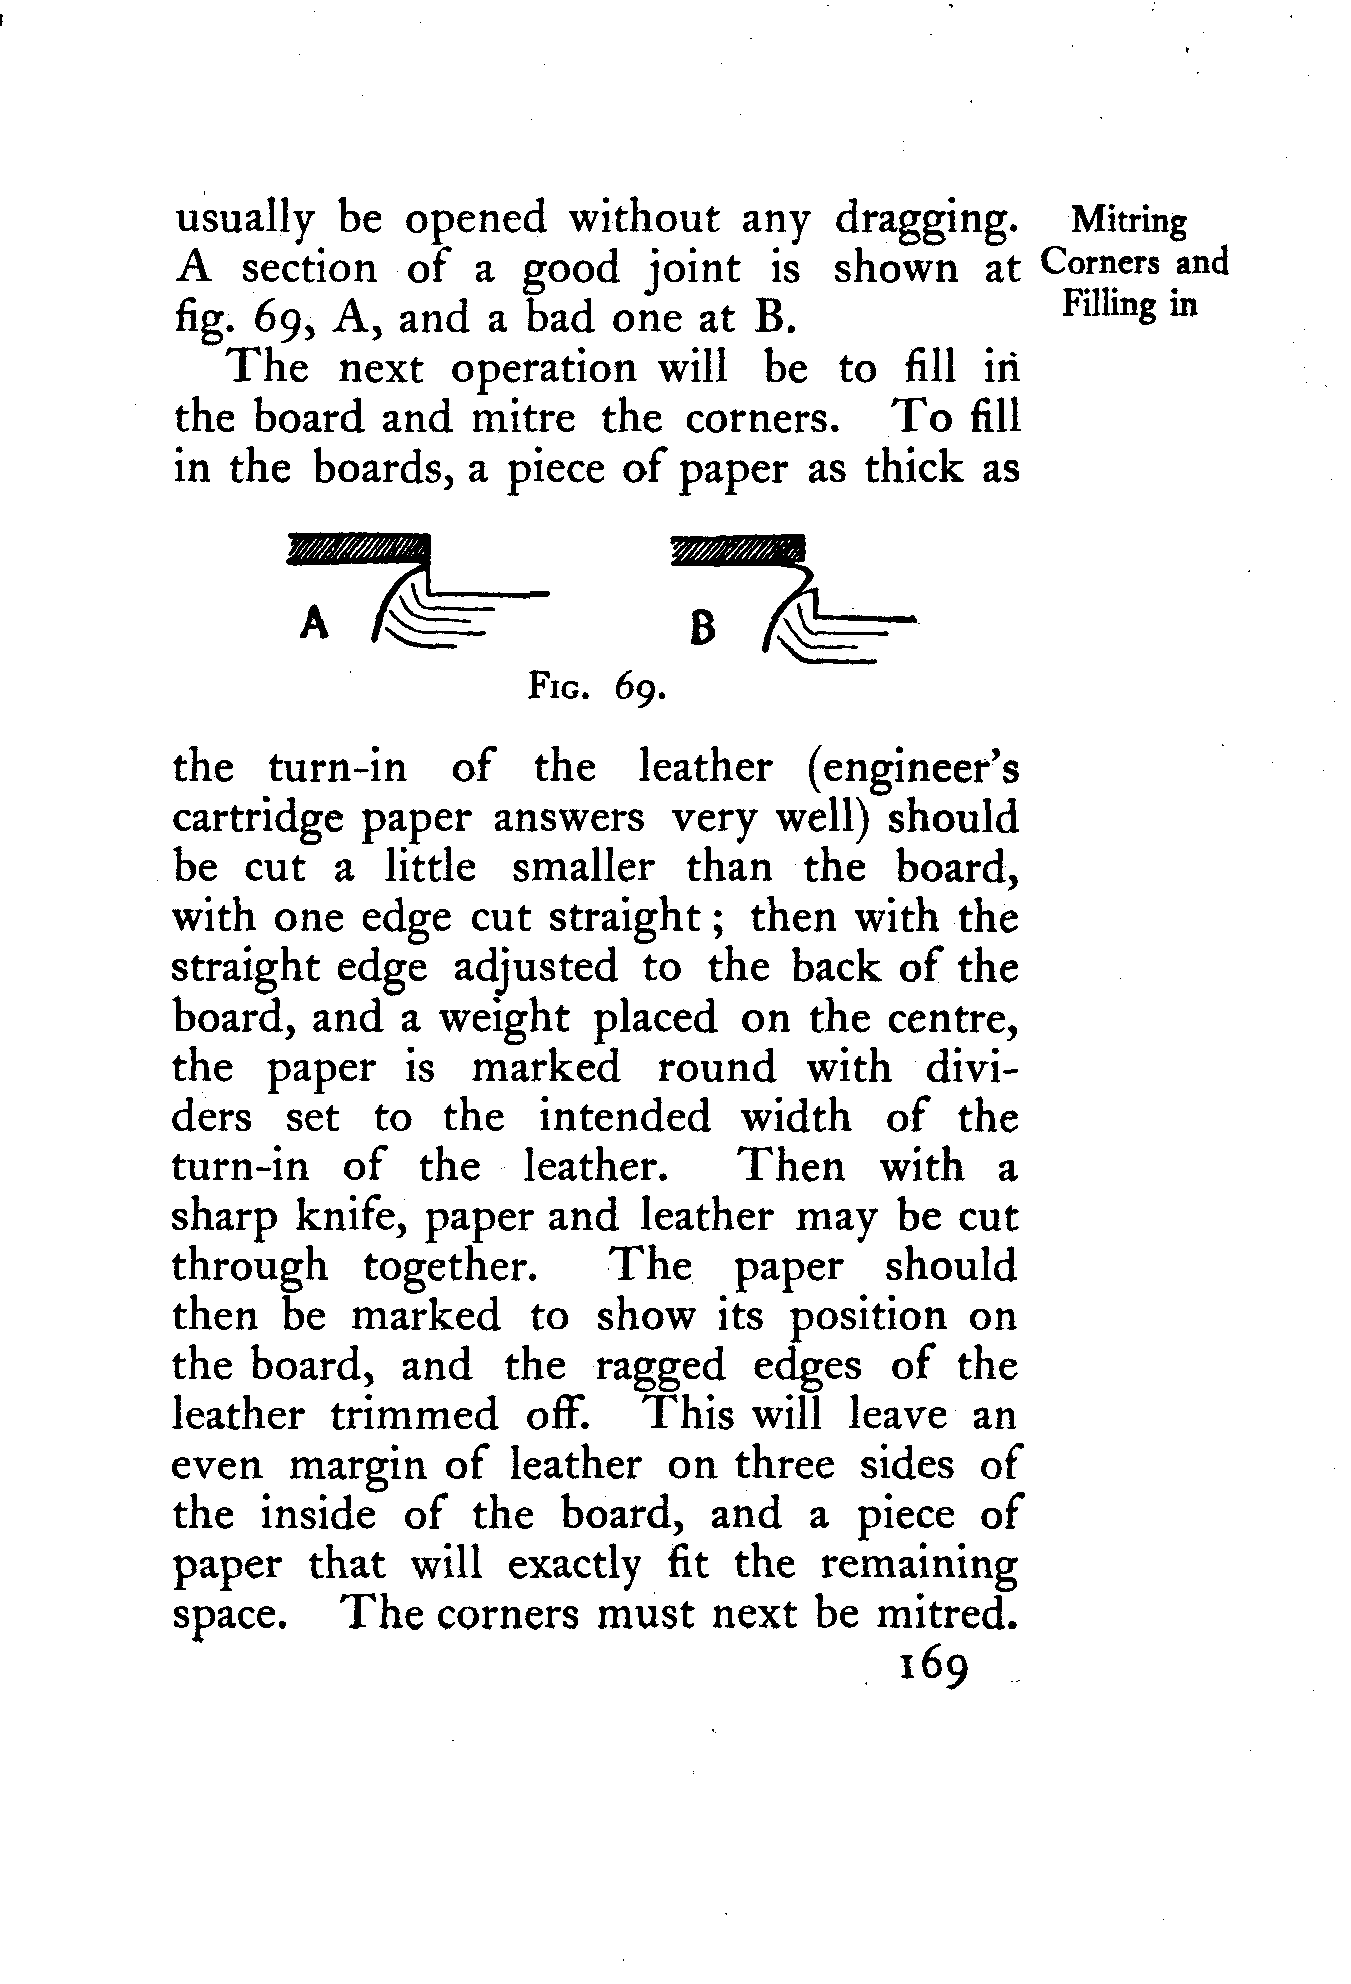 usually be opened without any dragging.
A section of a good joint is shown at
fig. 69, A, and a bad one at B.
Mitring
Corners and
Filling in
The next operation will be to fill in
the board and mitre the corners. To fill
in the boards, a piece of paper as thick as
A B
FIG. 69.
the turn-in of the leather (engineer's
cartridge paper answers very well) should
be cut a little smaller than the board,
with one edge cut straight ; then with the
straight edge adjusted to the back of the
board, and a weight placed on the centre,
the paper is marked round with divi-
ders set to the intended width of the
turn-in of the leather. Then with a
sharp knife, paper and leather may be cut
through together. The paper should
then be marked to show its position on
the board, and the ragged edges of the
leather trimmed off. This will leave an
even margin of leather on three sides of
the inside of the board, and a piece of
paper that will exactly fit the remaining
space. The corners must next be mitred.
169